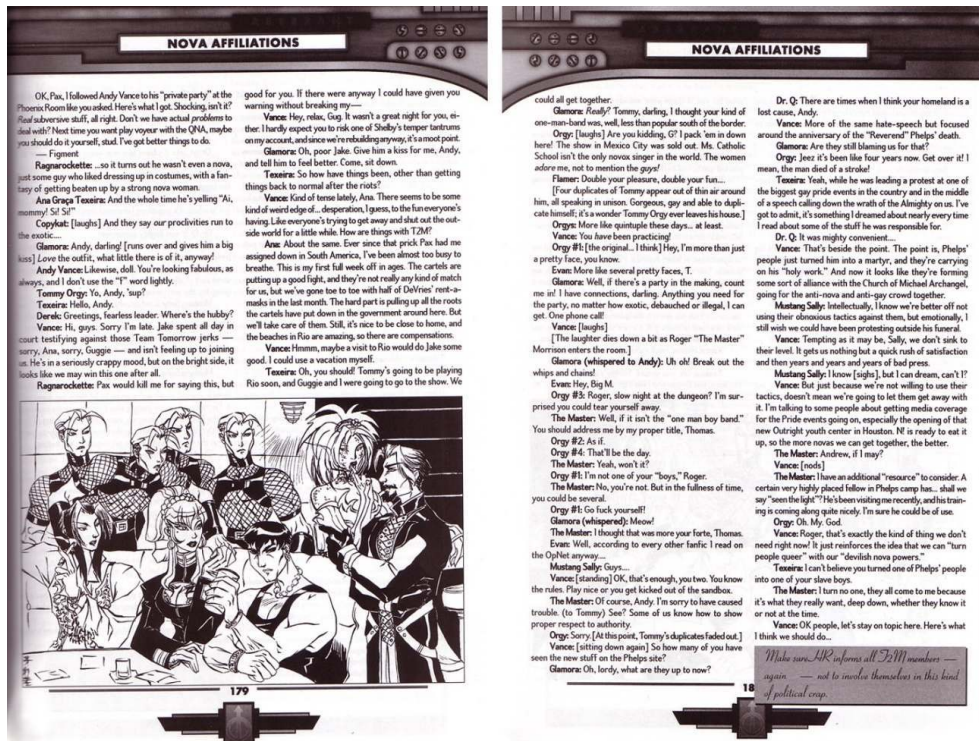 NOVA AFFILIATIONS
OK, Pax, I followed Andy Vance to his "private party" at the
Phoenix Room like you asked. Here's what I got. Shocking, isn't it?
Real subversive stuff, all right. Don't we have actual problems to
deal with? Next time you want play voyeur with the QNA, maybe
you should do it yourself, stud. I've got better things to do.
— Figment
Ragnarockette: ...so it turns out he wasn't even a nova,
just some guy who liked dressing up in costumes, with a fan-
tasy of getting beaten up by a strong nova woman.
Ana Graça Texeira: And the whole time he's yelling "Ai,
mommy! Si! Si!"
Copykat: [laughs] And they say our proclivities run to
the exotic....
Glamora: Andy, darling! [runs over and gives him a big
kiss] Love the outfit, what little there is of it, anyway!
Andy Vance: Likewise, doll. You're looking fabulous, as
always, and I don't use the "f" word lightly.
Tommy Orgy: Yo, Andy, 'sup?
Texeira: Hello, Andy.
Derek: Greetings, fearless leader. Where's the hubby?
Vance: Hi, guys. Sorry I'm late. Jake spent all day in
court testifying against those Team Tomorrow jerks —
sorry, Ana, sorry, Guggie — and isn't feeling up to joining
us. He's in a seriously crappy mood, but on the bright side, it
looks like we may win this one after all.
Ragnarockette: Pax would kill me for saying this, but
good for you. If there were anyway I could have given you
warning without breaking my—
Vance: Hey, relax, Gug. It wasn't a great night for you, ei-
ther. I hardly expect you to risk one of Shelby's temper tantrums
on my account, and since we're rebuilding anyway, it's a moot point.
Glamora: Oh, poor Jake. Give him a kiss for me, Andy,
and tell him to feel better. Come, sit down.
Texeira: So how have things been, other than getting
things back to normal after the riots?
Vance: Kind of tense lately, Ana. There seems to be some
kind of weird edge of... desperation, I guess, to the fun everyone's
having. Like everyone's trying to get away and shut out the out-
side world for a little while. How are things with T2M?
Ana: About the same. Ever since that prick Pax had me
assigned down in South America, I've been almost too busy to
breathe. This is my first full week off in ages. The cartels are
putting up a good fight, and they're not really any kind of match
for us, but we've gone toe to toe with half of DeVries' rent-a-
masks in the last month. The hard part is pulling up all the roots
the cartels have put down in the government around here. But
we'll take care of them. Still, it's nice to be close to home, and
the beaches in Rio are amazing, so there are compensations.
Vance: Hmmm, maybe a visit to Rio would do Jake some
good. I could use a vacation myself.
Texeira: Oh, you should! Tommy's going to be playing
Rio soon, and Guggie and I were going to go to the show. We
179
NOVA AFFILIATIONS
could all get together.
Glamora: Really? Tommy, darling, I thought your kind of
one-man-band was, well, less than popular south of the border.
Orgy: [laughs] Are you kidding, G? I pack 'em in down
here! The show in Mexico City was sold out. Ms. Catholic
School isn't the only novox singer in the world. The women
adore me, not to mention the guys!
Flamer: Double your pleasure, double your fun....
[Four duplicates of Tommy appear out of thin air around
him, all speaking in unison. Gorgeous, gay and able to dupli-
cate himself; it's a wonder Tommy Orgy ever leaves his house.]
Orgys: More like quintuple these days... at least.
Vance: You have been practicing!
Orgy #1: [the original... I think] Hey, I'm more than just
a pretty face, you know.
Evan: More like several pretty faces, T.
Glamora: Well, if there's a party in the making, count
me in! I have connections, darling. Anything you need for
the party, no matter how exotic, debauched or illegal, I can
get. One phone call!
Vance: [laughs]
[The laughter dies down a bit as Roger "The Master"
Morrison enters the room.]
Glamora (whispered to Andy): Uh oh! Break out the
whips and chains!
Evan: Hey, Big M.
Orgy #3: Roger, slow night at the dungeon? I'm sur-
prised you could tear yourself away.
The Master: Well, if it isn't the "one man boy band."
You should address me by my proper title, Thomas.
Orgy #2: As if.
Orgy #4: That'll be the day.
The Master: Yeah, won't it?
Orgy #1: I'm not one of your "boys," Roger.
The Master: No, you're not. But in the fullness of time,
you could be several.
Orgy #1: Go fuck yourself!
Glamora (whispered): Meow!
The Master: I thought that was more your forte, Thomas.
Evan: Well, according to every other fanfic I read on
the OpNet anyway....
Mustang Sally: Guys....
Vance: [standing] OK, that's enough, you two. You know
the rules. Play nice or you get kicked out of the sandbox.
The Master: Of course, Andy. I'm sorry to have caused
trouble. (to Tommy) See? Some of us know how to show
proper respect to authority.
Orgy: Sorry. [At this point, Tommy's duplicates faded out.]
Vance: [sitting down again] So how many of you have
seen the new stuff on the Phelps site?
Glamora: Oh, lordy, what are they up to now?
Dr. Q: There are times when I think your homeland is a
lost cause, Andy.
Vance: More of the same hate-speech but focused
around the anniversary of the "Reverend" Phelps' death.
Glamora: Are they still blaming us for that?
Orgy: Jeez it's been like four years now. Get over it! I
mean, the man died of a stroke!
Texeira: Yeah, while he was leading a protest at one of
the biggest gay pride events in the country and in the middle
of a speech calling down the wrath of the Almighty on us. I've
got to admit, it's something I dreamed about nearly every time
I read about some of the stuff he was responsible for.
Dr. Q: It was mighty convenient....
Vance: That's beside the point. The point is, Phelps'
people just turned him into a martyr, and they're carrying
on his "holy work." And now it looks like they're forming
some sort of alliance with the Church of Michael Archangel,
going for the anti-nova and anti-gay crowd together.
Mustang Sally: Intellectually, I know we're better off not
using their obnoxious tactics against them, but emotionally, I
still wish we could have been protesting outside his funeral.
Vance: Tempting as it may be, Sally, we don't sink to
their level. It gets us nothing but a quick rush of satisfaction
and then years and years and years of bad press.
Mustang Sally: I know [sighs], but I can dream, can't I?
Vance: But just because we're not willing to use their
tactics, doesn't mean we're going to let them get away with
it. I'm talking to some people about getting media coverage
for the Pride events going on, especially the opening of that
new Outright youth center in Houston. N! is ready to eat it
up, so the more novas we can get together, the better.
The Master: Andrew, if I may?
Vance: [nods]
The Master: I have an additional "resource" to consider. A
certain very highly placed fellow in Phelps camp has... shall we
say "seen the light"? He's been visiting me recently, and his train-
ing is coming along quite nicely. I'm sure he could be of use.
Orgy: Oh. My. God.
Vance: Roger, that's exactly the kind of thing we don't
need right now! It just reinforces the idea that we can "turn
people queer" with our "devilish nova powers."
Texeira: I can't believe you turned one of Phelps' people
into one of your slave boys.
The Master: I turn no one, they all come to me because
it's what they really want, deep down, whether they know it
or not at the time.
Vance: OK people, let's stay on topic here. Here's what
I think we should do...
Make sure HR informs all T2M members —
again — not to involve themselves in this kind
of political crap.
18